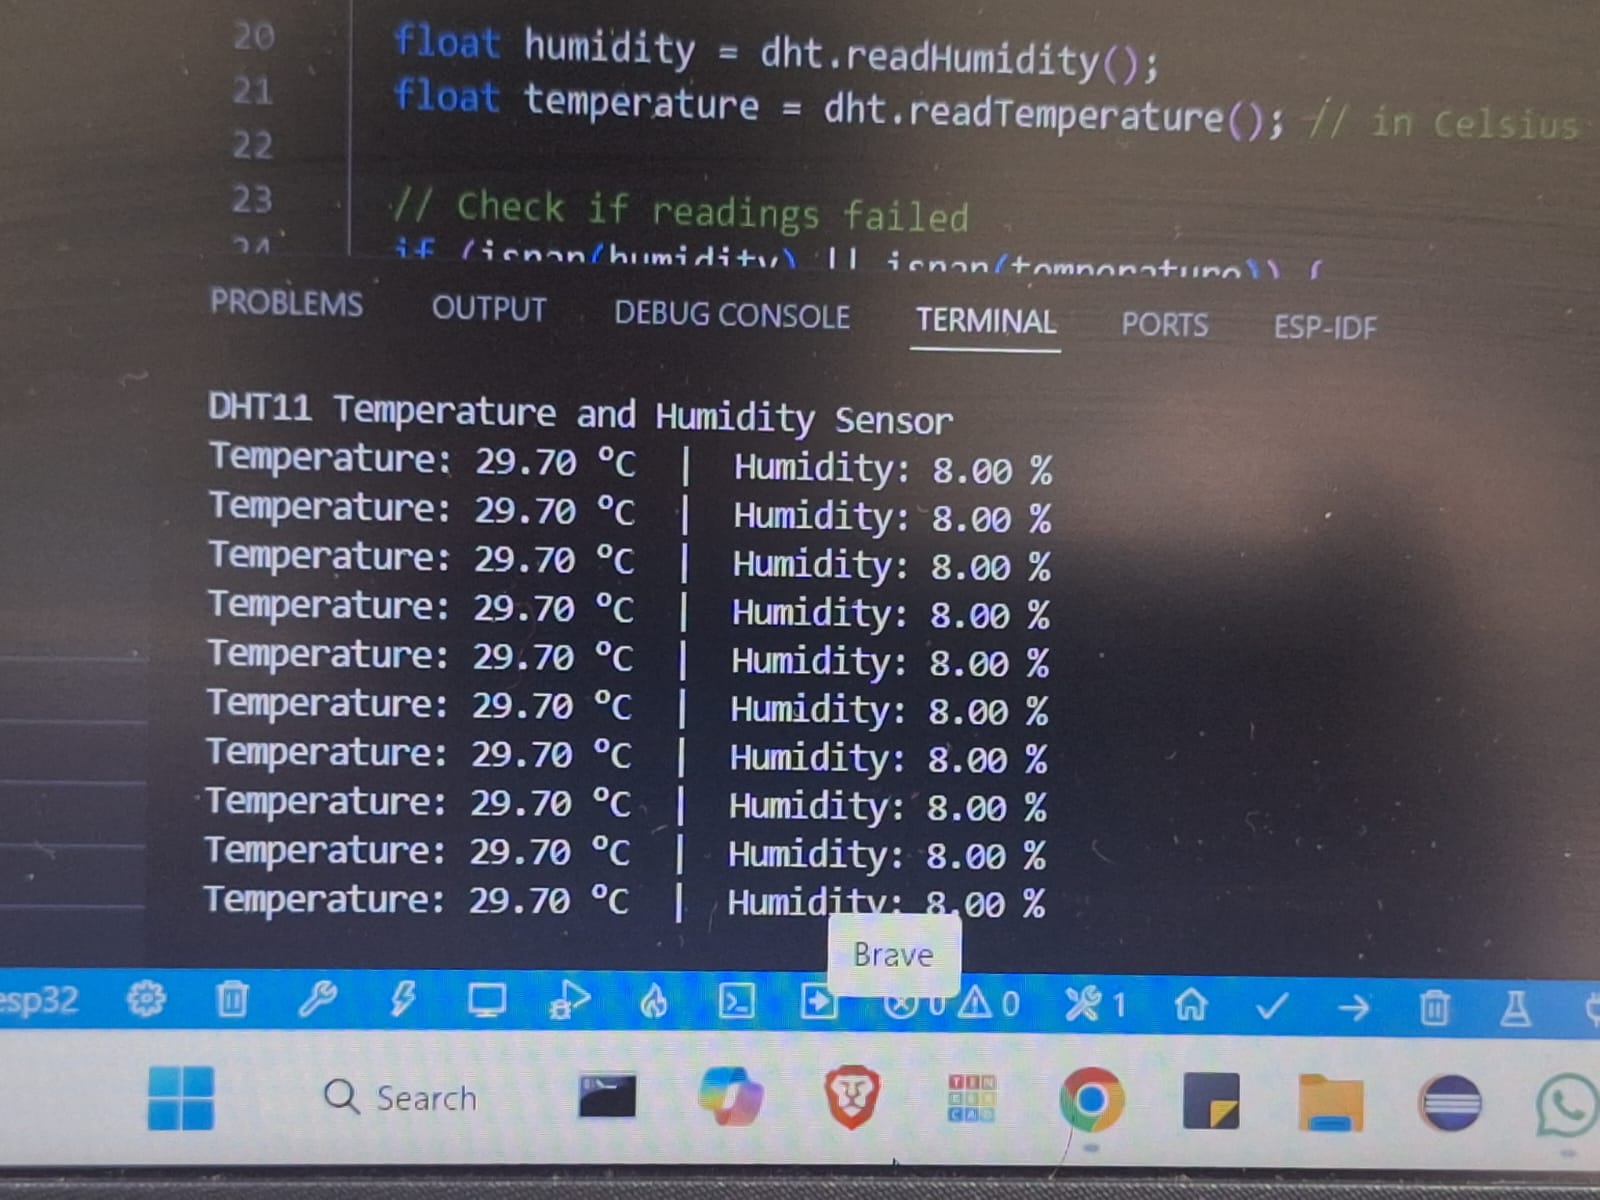 20 float humidity = dht.readHumidity();
21 float temperature = dht.readTemperature(); // in Celsius
22
23 // Check if readings failed
24 if (isnan(humidity) || isnan(temperature)) {
PROBLEMS OUTPUT DEBUG CONSOLE TERMINAL PORTS ESP-IDF
DHT11 Temperature and Humidity Sensor
Temperature: 29.70 °C | Humidity: 8.00 %
Temperature: 29.70 °C | Humidity: 8.00 %
Temperature: 29.70 °C | Humidity: 8.00 %
Temperature: 29.70 °C | Humidity: 8.00 %
Temperature: 29.70 °C | Humidity: 8.00 %
Temperature: 29.70 °C | Humidity: 8.00 %
Temperature: 29.70 °C | Humidity: 8.00 %
Temperature: 29.70 °C | Humidity: 8.00 %
Temperature: 29.70 °C | Humidity: 8.00 %
Temperature: 29.70 °C | Humidity: 8.00 %
Brave
esp32 0 0 1
Search